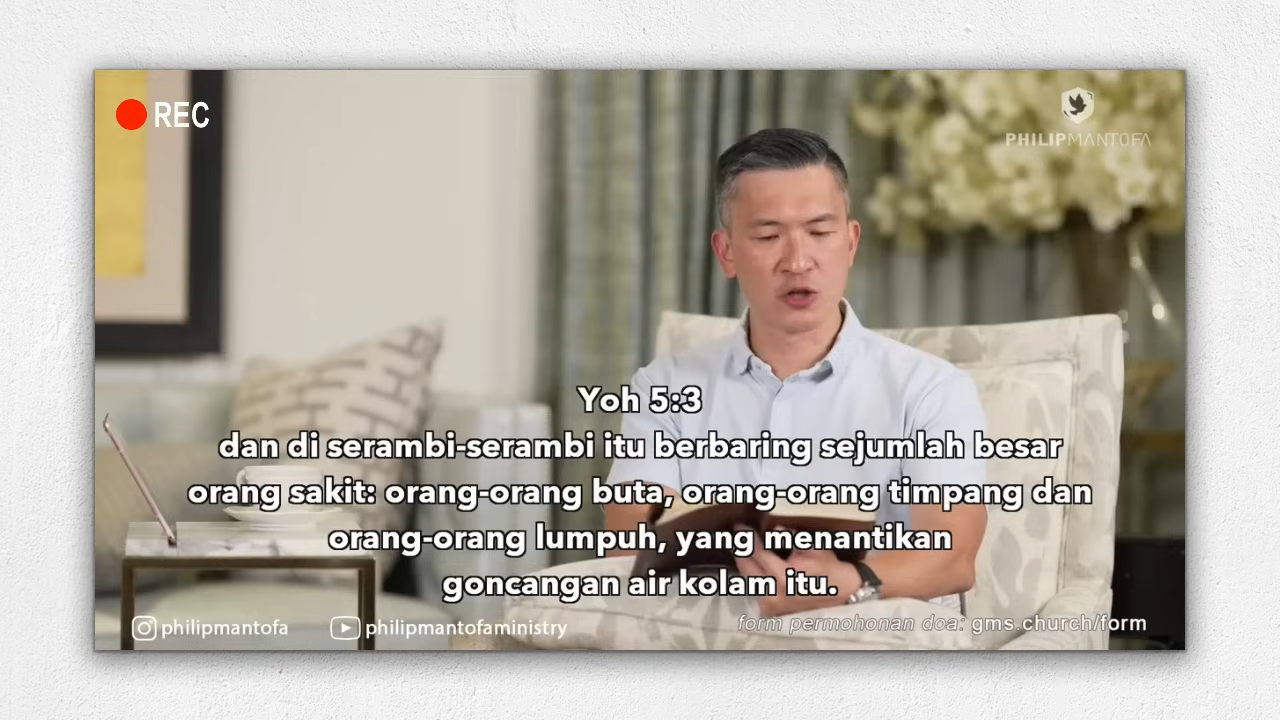 REC
PHILIPMANTOFA
Yoh 5:3
dan di serambi-serambi itu berbaring sejumlah besar
orang sakit: orang-orang buta, orang-orang timpang dan
orang-orang lumpuh, yang menantikan
goncangan air kolam itu.
philipmantofa philipmantofaministry form permohonan doa: gms.church/form